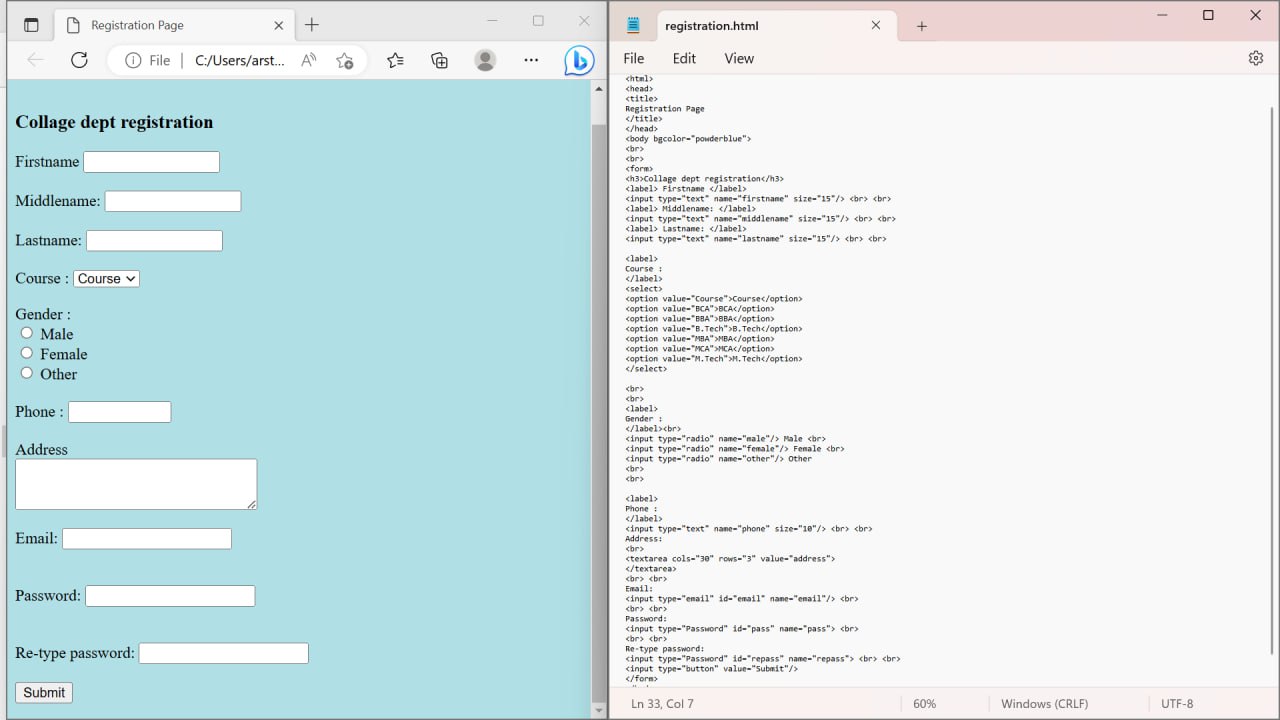 Registration Page
File
C:/Users/arst...
Collage dept registration
Firstname
Middlename:
Lastname:
Course : Course
Gender :
Male
Female
Other
Phone :
Address
Email:
Password:
Re-type password:
Submit
registration.html
File Edit View
<html>
<head>
<title>
Registration Page
</title>
</head>
<body bgcolor="powderblue">
<br>
<br>
<form>
<h3>Collage dept registration</h3>
<label> Firstname </label>
<input type="text" name="firstname" size="15"/> <br> <br>
<label> Middlename: </label>
<input type="text" name="middlename" size="15"/> <br> <br>
<label> Lastname: </label>
<input type="text" name="lastname" size="15"/> <br> <br>
<label>
Course :
</label>
<select>
<option value="Course">Course</option>
<option value="BCA">BCA</option>
<option value="BBA">BBA</option>
<option value="B.Tech">B.Tech</option>
<option value="MBA">MBA</option>
<option value="MCA">MCA</option>
<option value="M.Tech">M.Tech</option>
</select>
<br>
<br>
<label>
Gender :
</label><br>
<input type="radio" name="male"/> Male <br>
<input type="radio" name="female"/> Female <br>
<input type="radio" name="other"/> Other
<br>
<br>
<label>
Phone :
</label>
<input type="text" name="phone" size="10"/> <br> <br>
Address:
<br>
<textarea cols="30" rows="3" value="address">
</textarea>
<br> <br>
Email:
<input type="email" id="email" name="email"/> <br>
<br> <br>
Password:
<input type="Password" id="pass" name="pass"> <br>
<br> <br>
Re-type password:
<input type="Password" id="repass" name="repass"> <br> <br>
<input type="button" value="Submit"/>
</form>
Ln 33, Col 7
60%
Windows (CRLF)
UTF-8